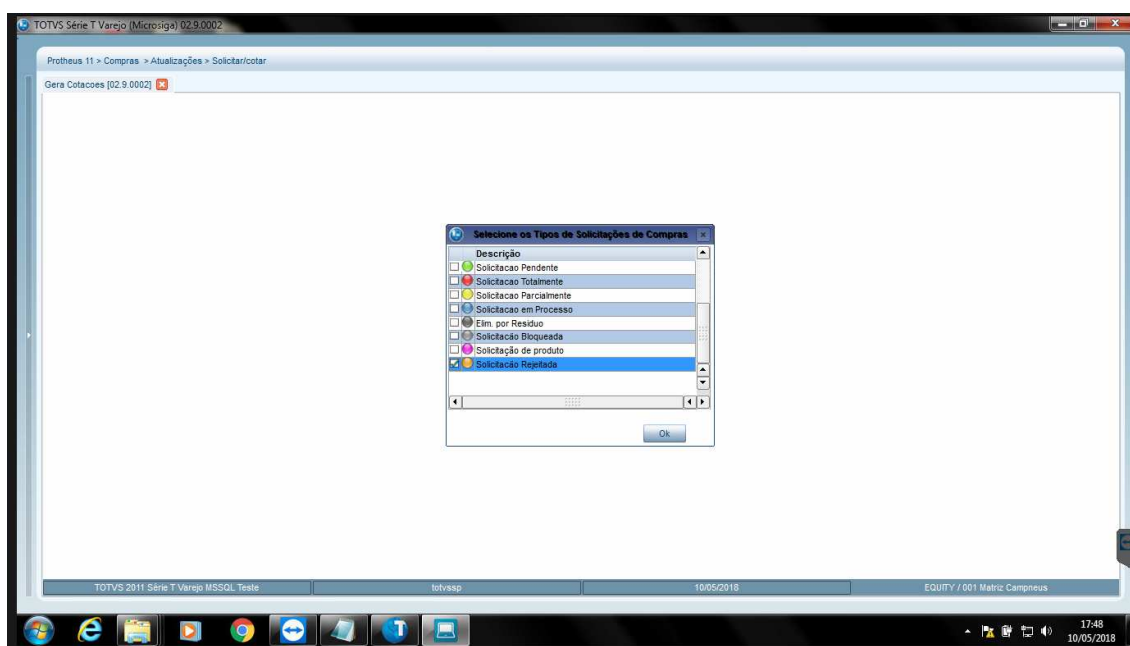 TOTVS Série T Varejo (Microsiga) 02.9.0002
Protheus 11 > Compras > Atualizações > Solicitar/cotar
Gera Cotacoes [02.9.0002]
Selecione os Tipos de Solicitações de Compras
Descrição
Solicitacao Pendente
Solicitacao Totalmente
Solicitacao Parcialmente
Solicitacao em Processo
Elim. por Residuo
Solicitacão Bloqueada
Solicitação de produto
Solicitacão Rejeitada
Ok
TOTVS 2011 Série T Varejo MSSQL Teste
totvssp
10/05/2018
EQUITY / 001 Matriz Campneus
17:48
10/05/2018